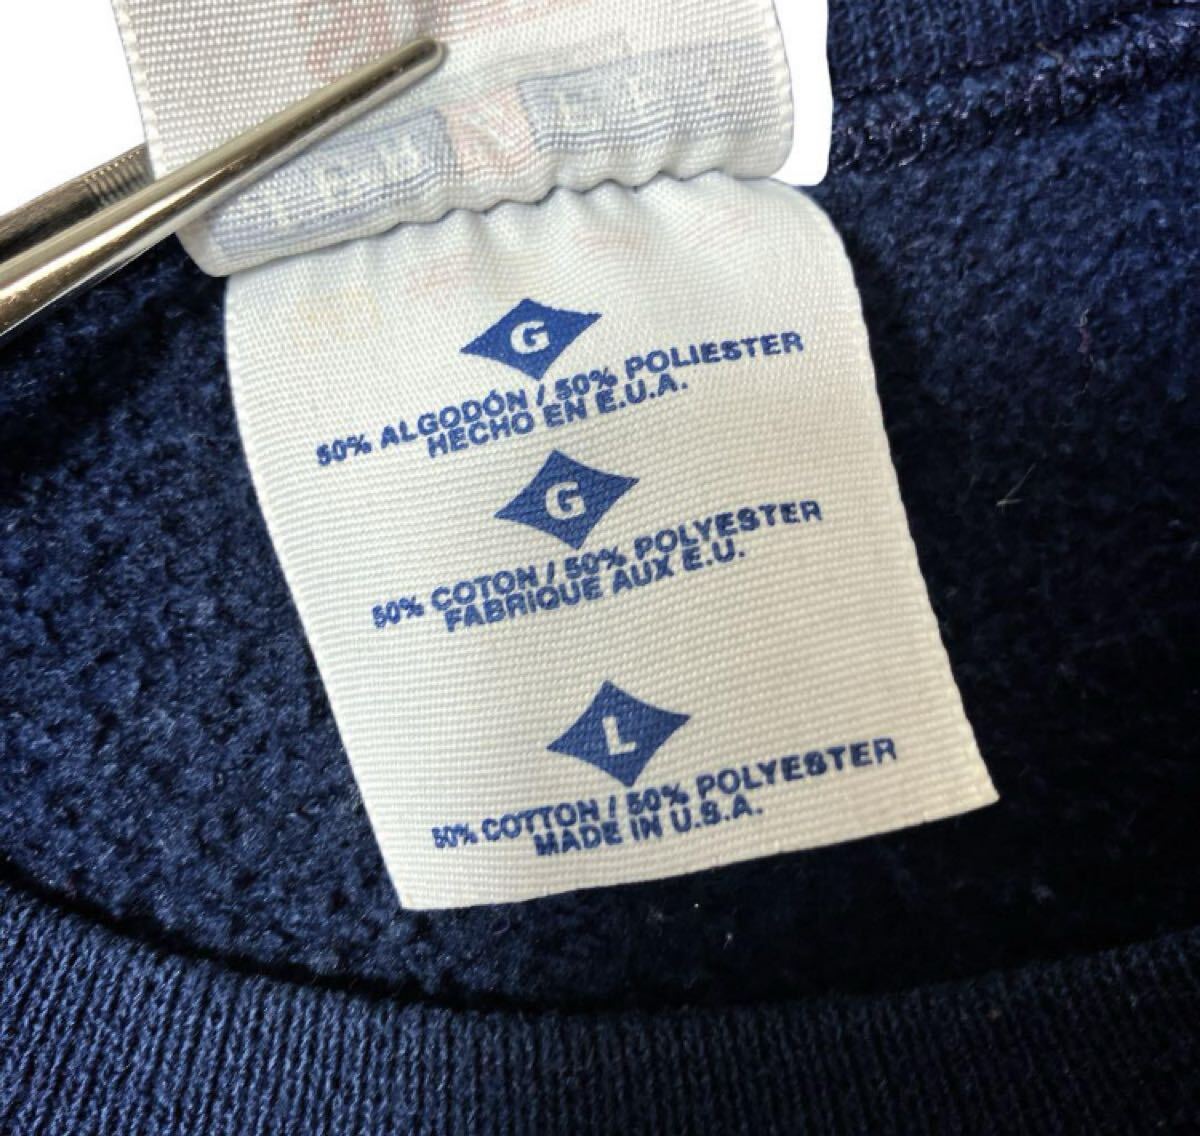 G
50% ALGODÓN / 50% POLIESTER
HECHO EN E.U.A.
G
50% COTON / 50% POLYESTER
FABRIQUE AUX E.U.
L
50% COTTON / 50% POLYESTER
MADE IN U.S.A.